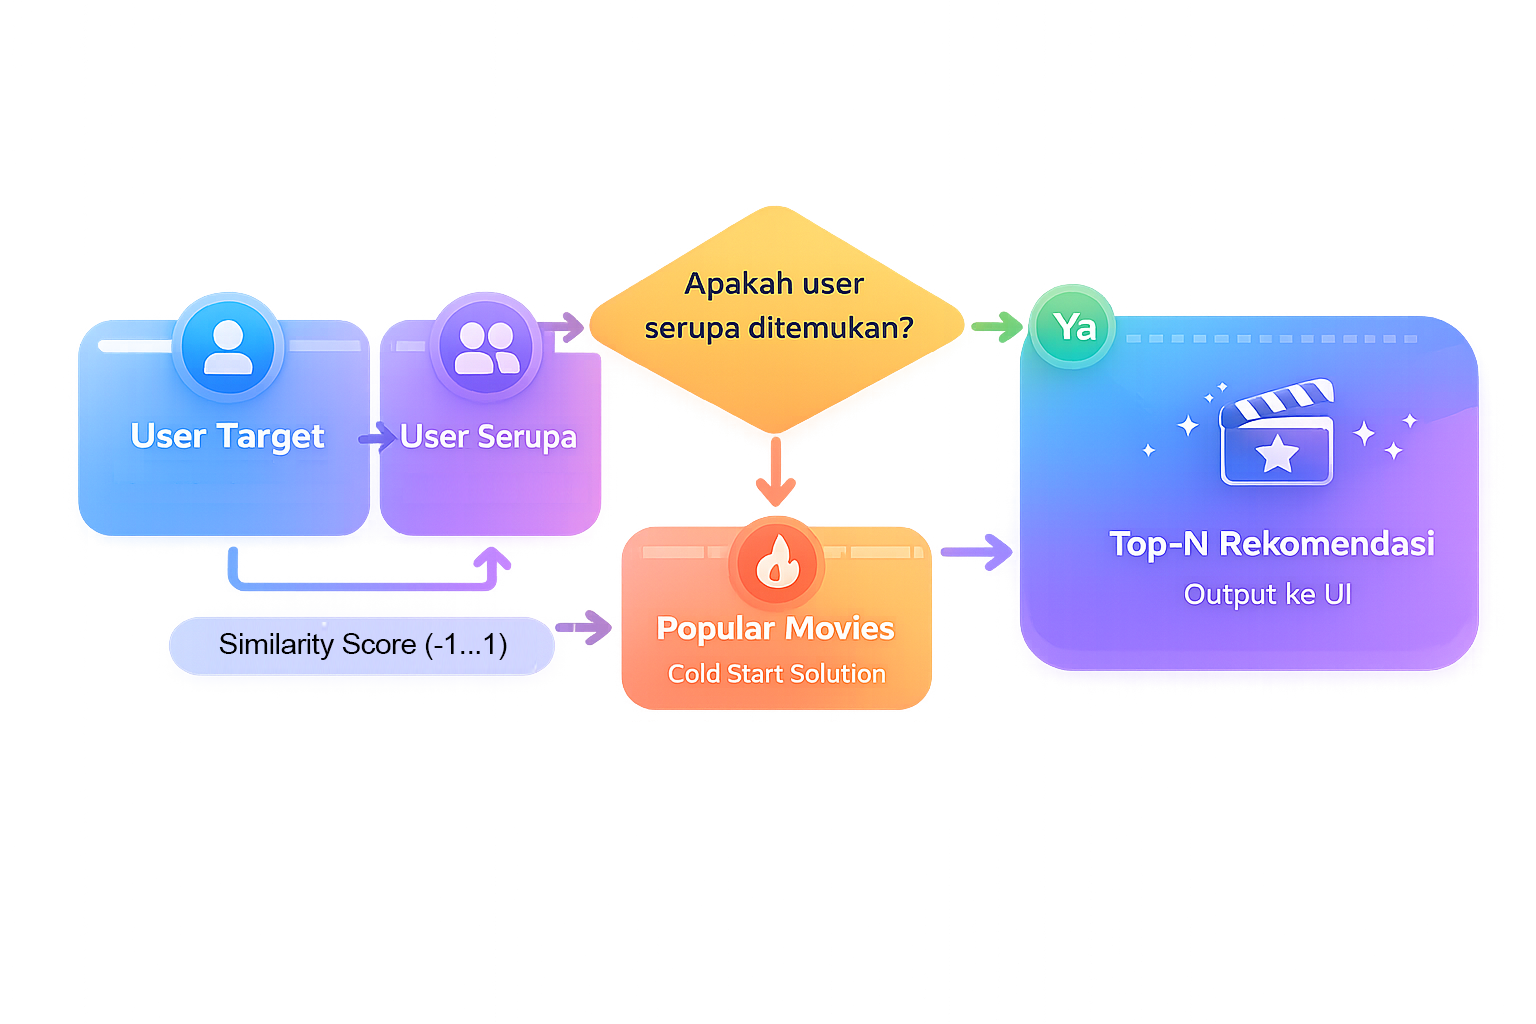 User Target
User Serupa
Similarity Score (-1...1)
Apakah user
serupa ditemukan?
Popular Movies
Cold Start Solution
Ya
Top-N Rekomendasi
Output ke UI